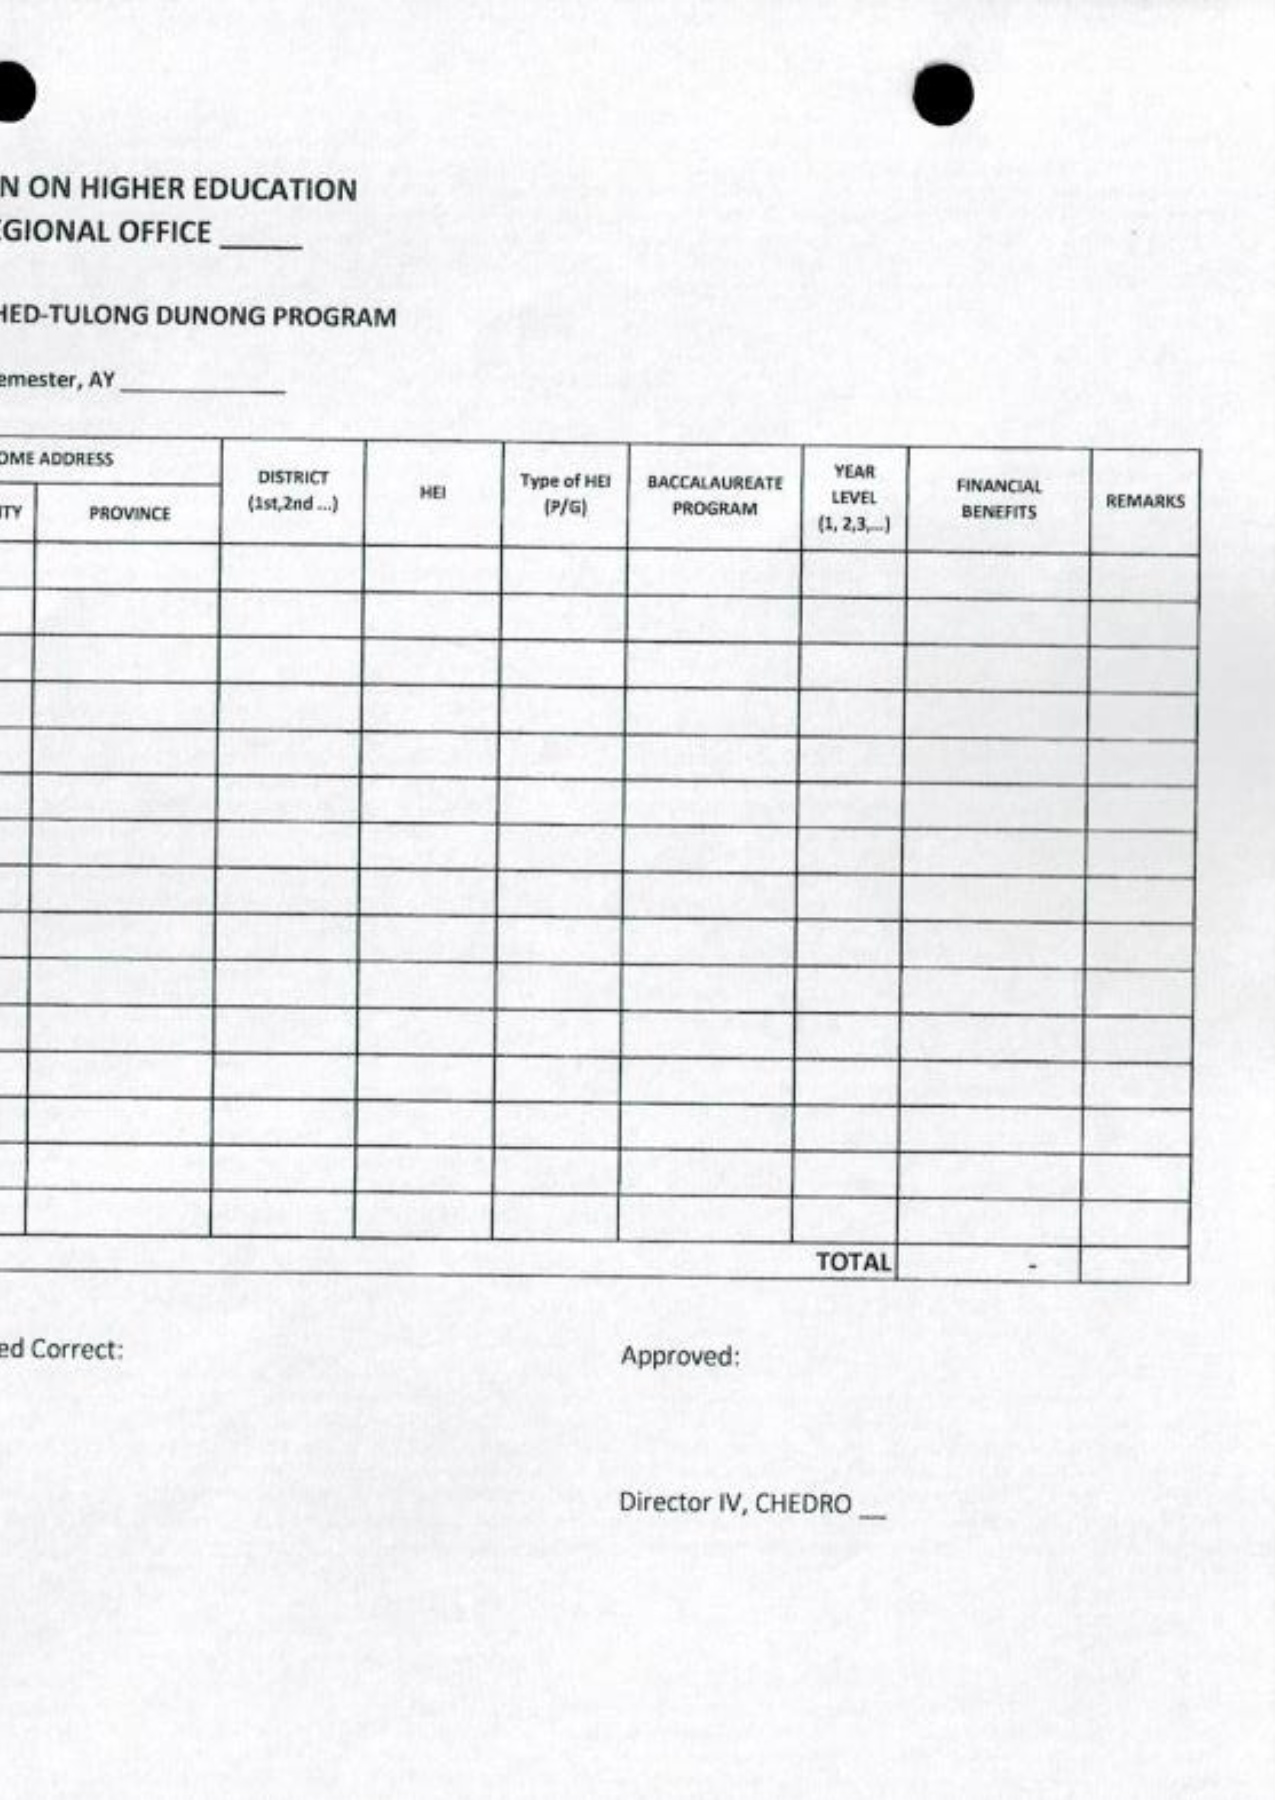 N ON HIGHER EDUCATION
EGIONAL OFFICE _____
HED-TULONG DUNONG PROGRAM
emester, AY _______________
OME ADDRESS
ITY
PROVINCE
DISTRICT
(1st,2nd ...)
HEI
Type of HEI
(P/G)
BACCALAUREATE
PROGRAM
YEAR
LEVEL
(1, 2,3,...)
FINANCIAL
BENEFITS
REMARKS
TOTAL
-
ed Correct:
Approved:
Director IV, CHEDRO __